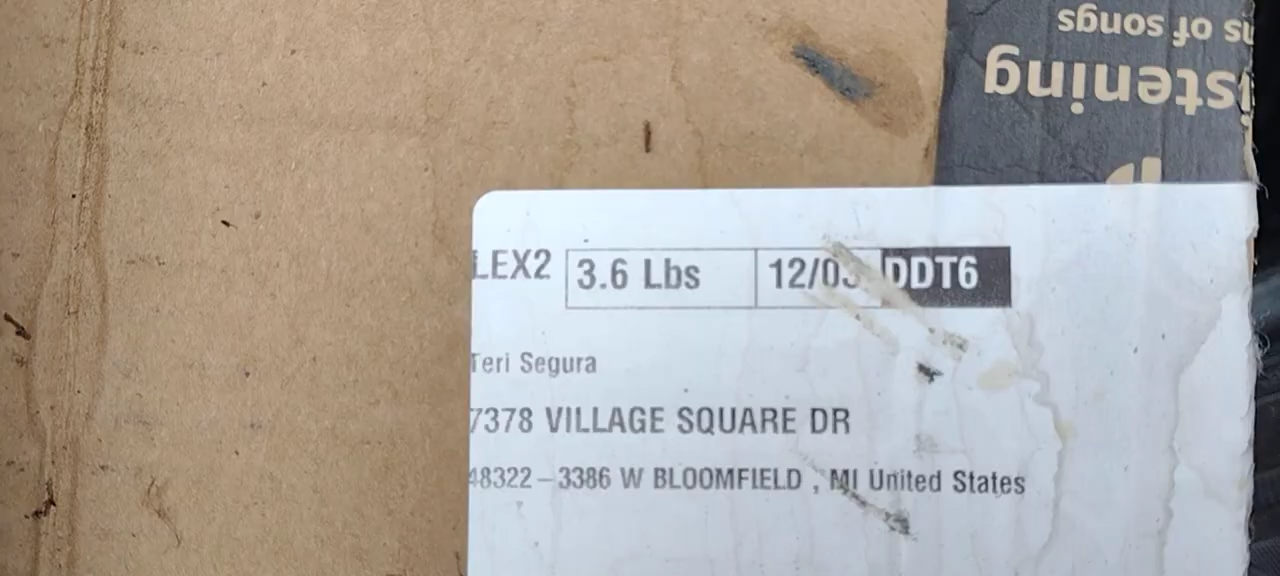 ns of songs
istening
LEX2 3.6 Lbs 12/03 DDT6
Teri Segura
7378 VILLAGE SQUARE DR
48322-3386 W BLOOMFIELD , MI United States